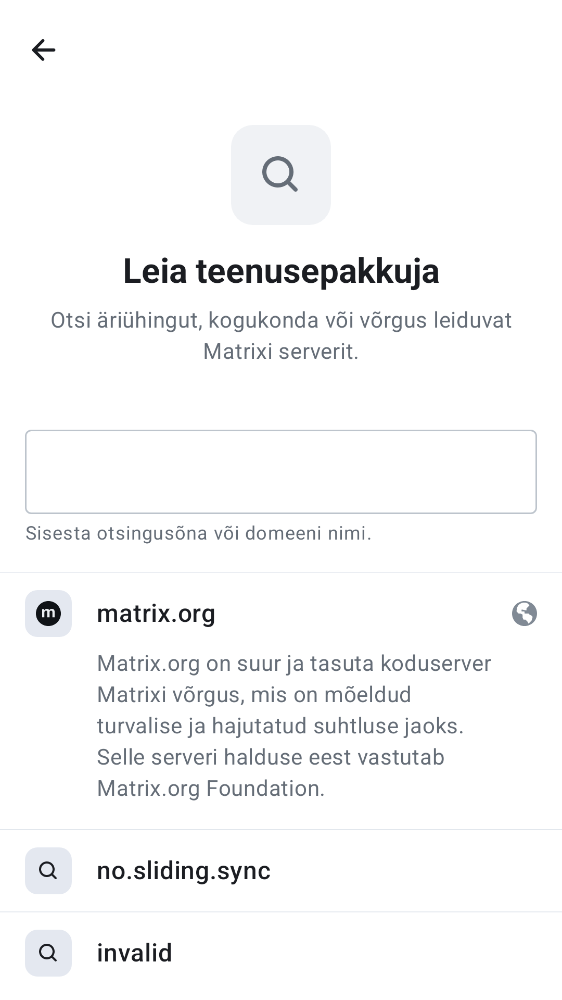 Leia teenusepakkuja
Otsi äriühingut, kogukonda või võrgus leiduvat
Matrixi serverit.
Sisesta otsingusõna või domeeni nimi.
m
matrix.org
Matrix.org on suur ja tasuta koduserver
Matrixi võrgus, mis on mõeldud
turvalise ja hajutatud suhtluse jaoks.
Selle serveri halduse eest vastutab
Matrix.org Foundation.
no.sliding.sync
invalid